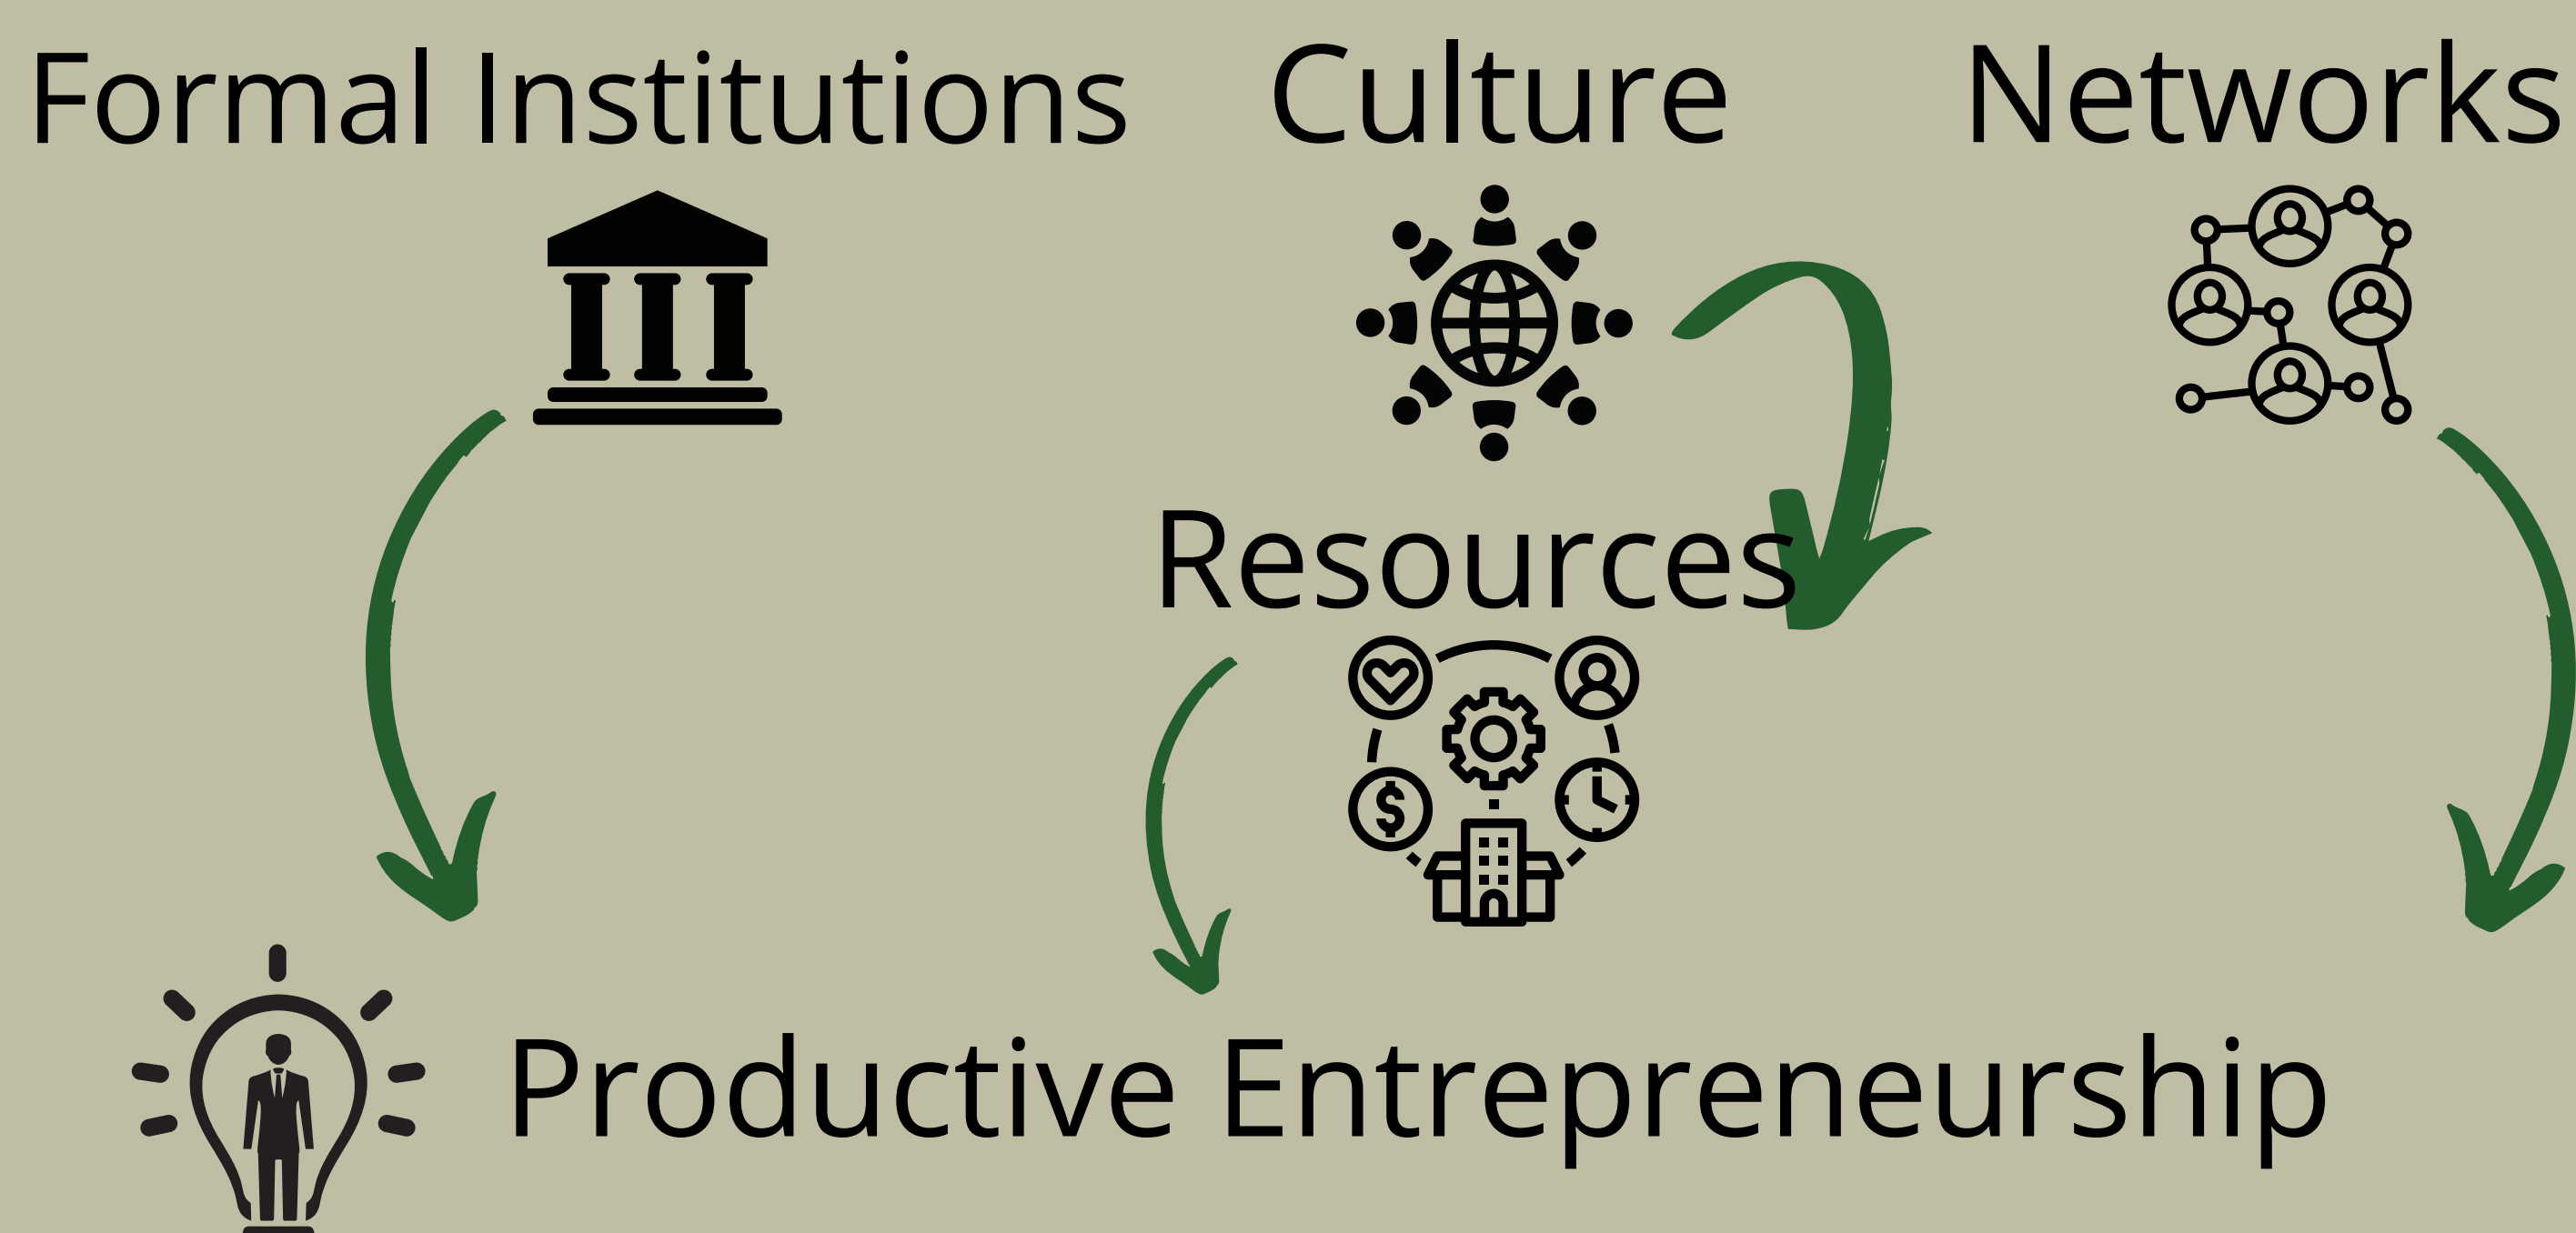 Formal Institutions
Culture
Networks
Resources
$
Productive Entrepreneurship